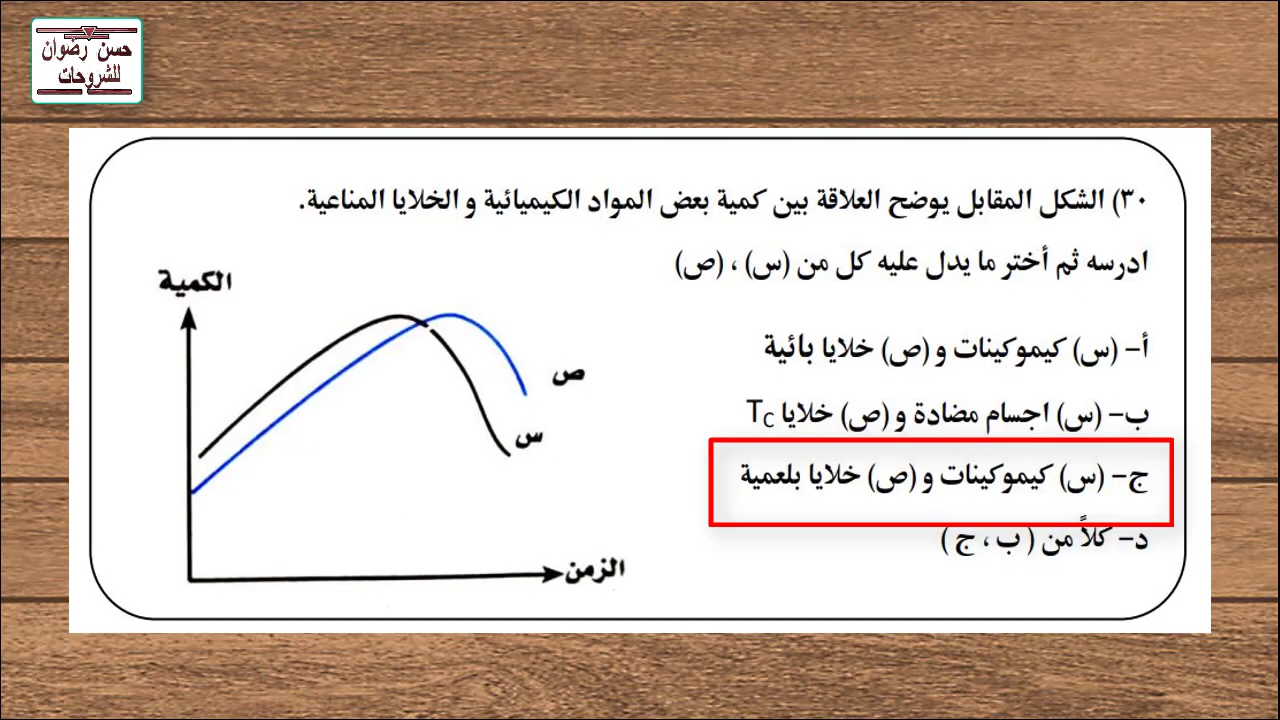 حسن رضوان
للشروحات
٣٠) الشكل المقابل يوضح العلاقة بين كمية بعض المواد الكيميائية و الخلايا المناعية.
ادرسه ثم أختر ما يدل عليه كل من (س) ، (ص)
أ– (س) كيموكينات و (ص) خلايا بائية
ب– (س) اجسام مضادة و (ص) خلايا TC
ج– (س) كيموكينات و (ص) خلايا بلعمية
د– كلاً من ( ب ، ج )
الكمية
ص
س
الزمن